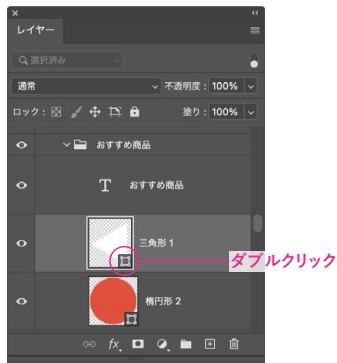 レイヤー
選択済み
通常 不透明度: 100%
ロック: 塗り: 100%
おすすめ商品
T おすすめ商品
三角形 1
ダブルクリック
楕円形 2
fx